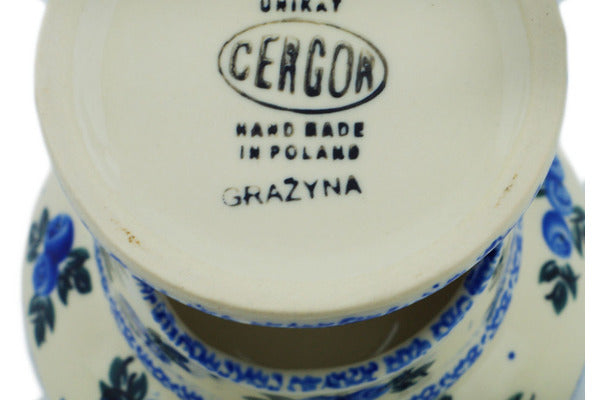 UNIKAT
CERGOR
HAND MADE
IN POLAND
GRAŻYNA